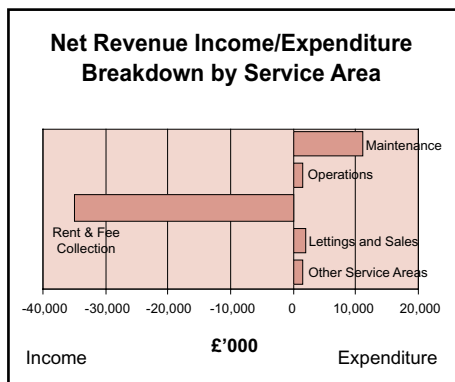 Net Revenue Income/Expenditure
Breakdown by Service Area
Maintenance
Operations
Rent & Fee
Collection
Lettings and Sales
Other Service Areas
-40,000 -30,000 -20,000 -10,000 0 10,000 20,000
£'000
Income Expenditure